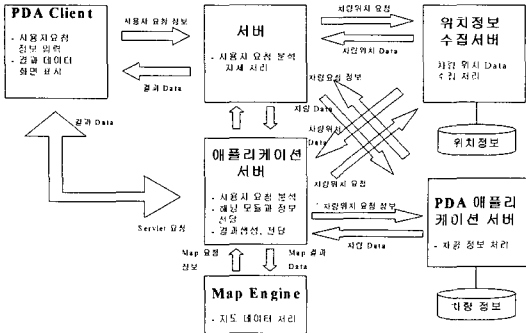 PDA Client
- 사용자요청
정보 입력
- 결과 데이터
화면 표시
사용자 요청 정보
결과 Data
서버
- 사용자 요청 분석
자체 처리
차량위치 요청
차량위치 Data
위치정보
수집서버
차량 위치 Data
수집 처리
위치정보
차량요청 정보
차량 Data
차량위치
Data
차량위치 요청
결과 Data
Servlet 요청
애플리케이션
서버
- 사용자 요청 분석
- 해당 모듈과 정보
전달
- 결과생성, 전달
차량위치 요청 정보
차량 Data
PDA 애플리
케이션 서버
- 차량 정보 처리
차량 정보
Map 요청
정보
Map 결과
Data
Map Engine
- 지도 데이터 처리